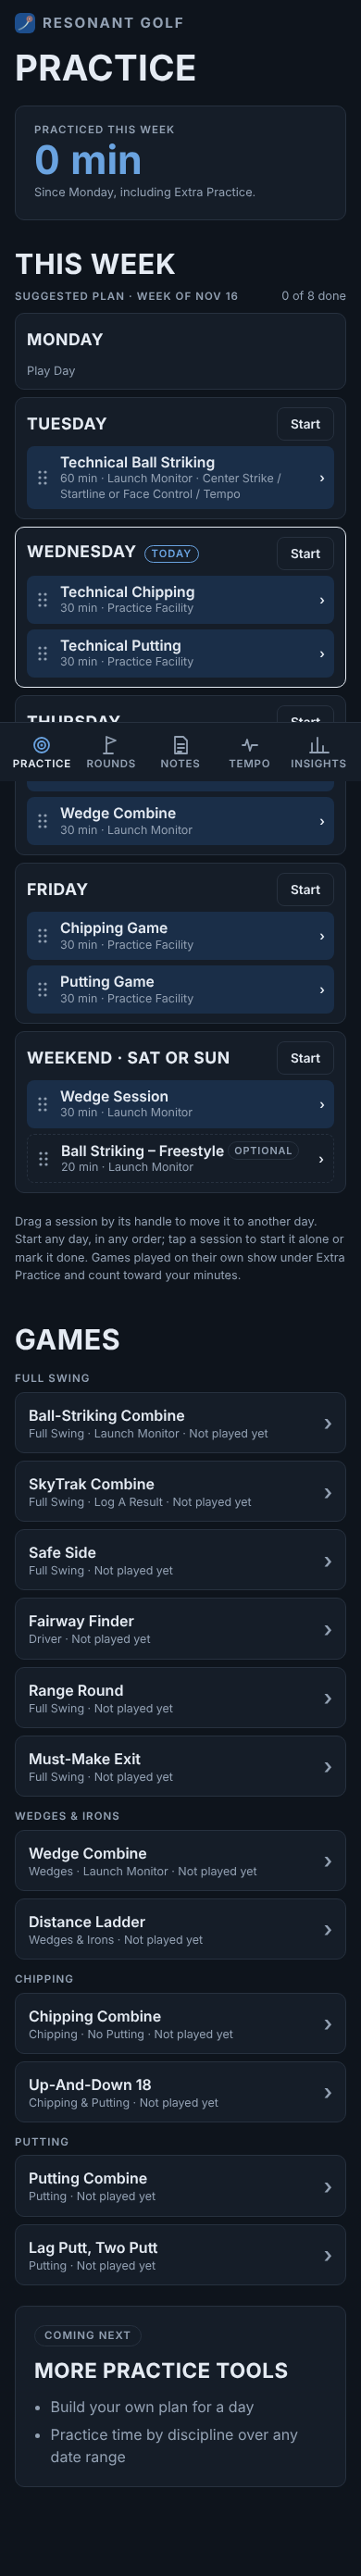 RESONANT GOLF
PRACTICE
PRACTICED THIS WEEK
0 min
Since Monday, including Extra Practice.
THIS WEEK
SUGGESTED PLAN · WEEK OF NOV 16
0 of 8 done
MONDAY
Play Day
TUESDAY
Start
Technical Ball Striking
60 min · Launch Monitor · Center Strike /
Startline or Face Control / Tempo
›
WEDNESDAY
TODAY
Start
Technical Chipping
30 min · Practice Facility
›
Technical Putting
30 min · Practice Facility
›
THURSDAY
Start
PRACTICE
ROUNDS
NOTES
TEMPO
INSIGHTS
Wedge Combine
30 min · Launch Monitor
›
FRIDAY
Start
Chipping Game
30 min · Practice Facility
›
Putting Game
30 min · Practice Facility
›
WEEKEND · SAT OR SUN
Start
Wedge Session
30 min · Launch Monitor
›
Ball Striking – Freestyle
OPTIONAL
20 min · Launch Monitor
›
Drag a session by its handle to move it to another day.
Start any day, in any order; tap a session to start it alone or
mark it done. Games played on their own show under Extra
Practice and count toward your minutes.
GAMES
FULL SWING
Ball-Striking Combine
Full Swing · Launch Monitor · Not played yet
›
SkyTrak Combine
Full Swing · Log A Result · Not played yet
›
Safe Side
Full Swing · Not played yet
›
Fairway Finder
Driver · Not played yet
›
Range Round
Full Swing · Not played yet
›
Must-Make Exit
Full Swing · Not played yet
›
WEDGES & IRONS
Wedge Combine
Wedges · Launch Monitor · Not played yet
›
Distance Ladder
Wedges & Irons · Not played yet
›
CHIPPING
Chipping Combine
Chipping · No Putting · Not played yet
›
Up-And-Down 18
Chipping & Putting · Not played yet
›
PUTTING
Putting Combine
Putting · Not played yet
›
Lag Putt, Two Putt
Putting · Not played yet
›
COMING NEXT
MORE PRACTICE TOOLS
• Build your own plan for a day
• Practice time by discipline over any
date range